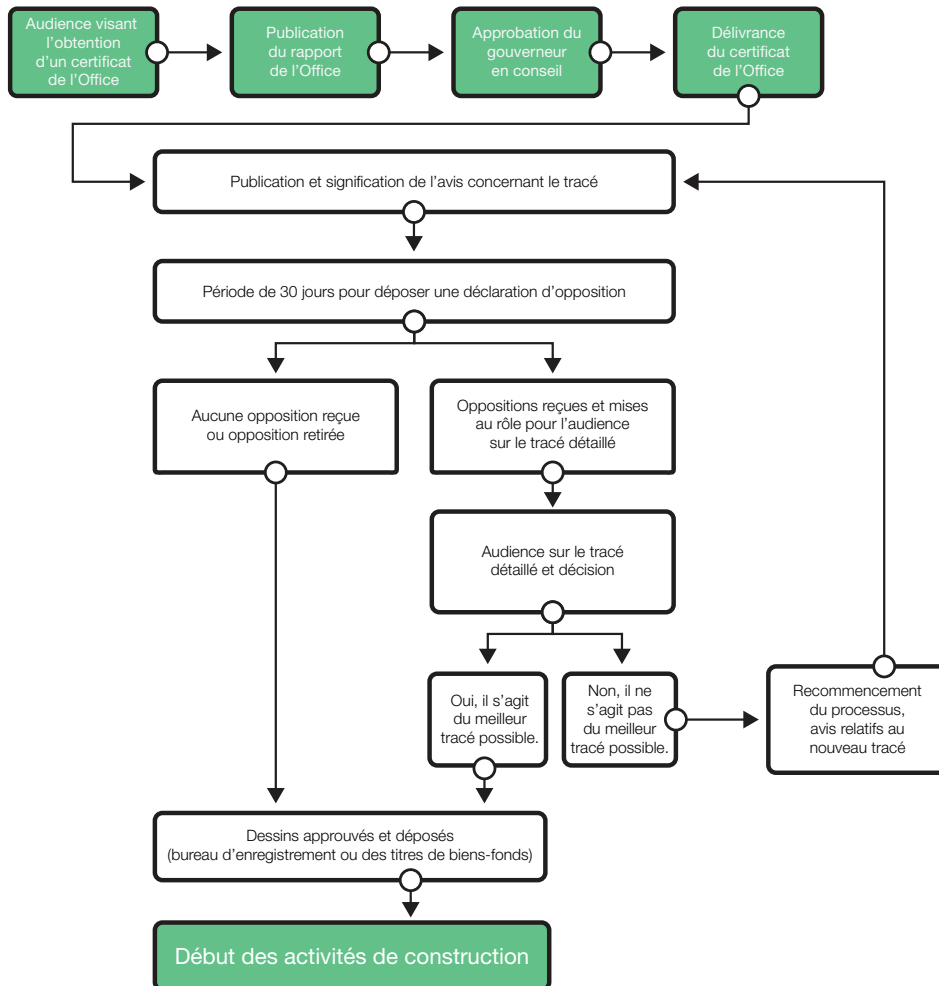 Audience visant
l’obtention
d’un certificat
de l’Office
Publication
du rapport
de l’Office
Approbation du
gouverneur
en conseil
Délivrance
du certificat
de l’Office
Publication et signification de l’avis concernant le tracé
Période de 30 jours pour déposer une déclaration d’opposition
Aucune opposition reçue
ou opposition retirée
Oppositions reçues et mises
au rôle pour l’audience
sur le tracé détaillé
Audience sur le tracé
détaillé et décision
Oui, il s’agit
du meilleur
tracé possible.
Non, il ne
s’agit pas
du meilleur
tracé possible.
Recommencement
du processus,
avis relatifs au
nouveau tracé
Dessins approuvés et déposés
(bureau d’enregistrement ou des titres de biens-fonds)
Début des activités de construction